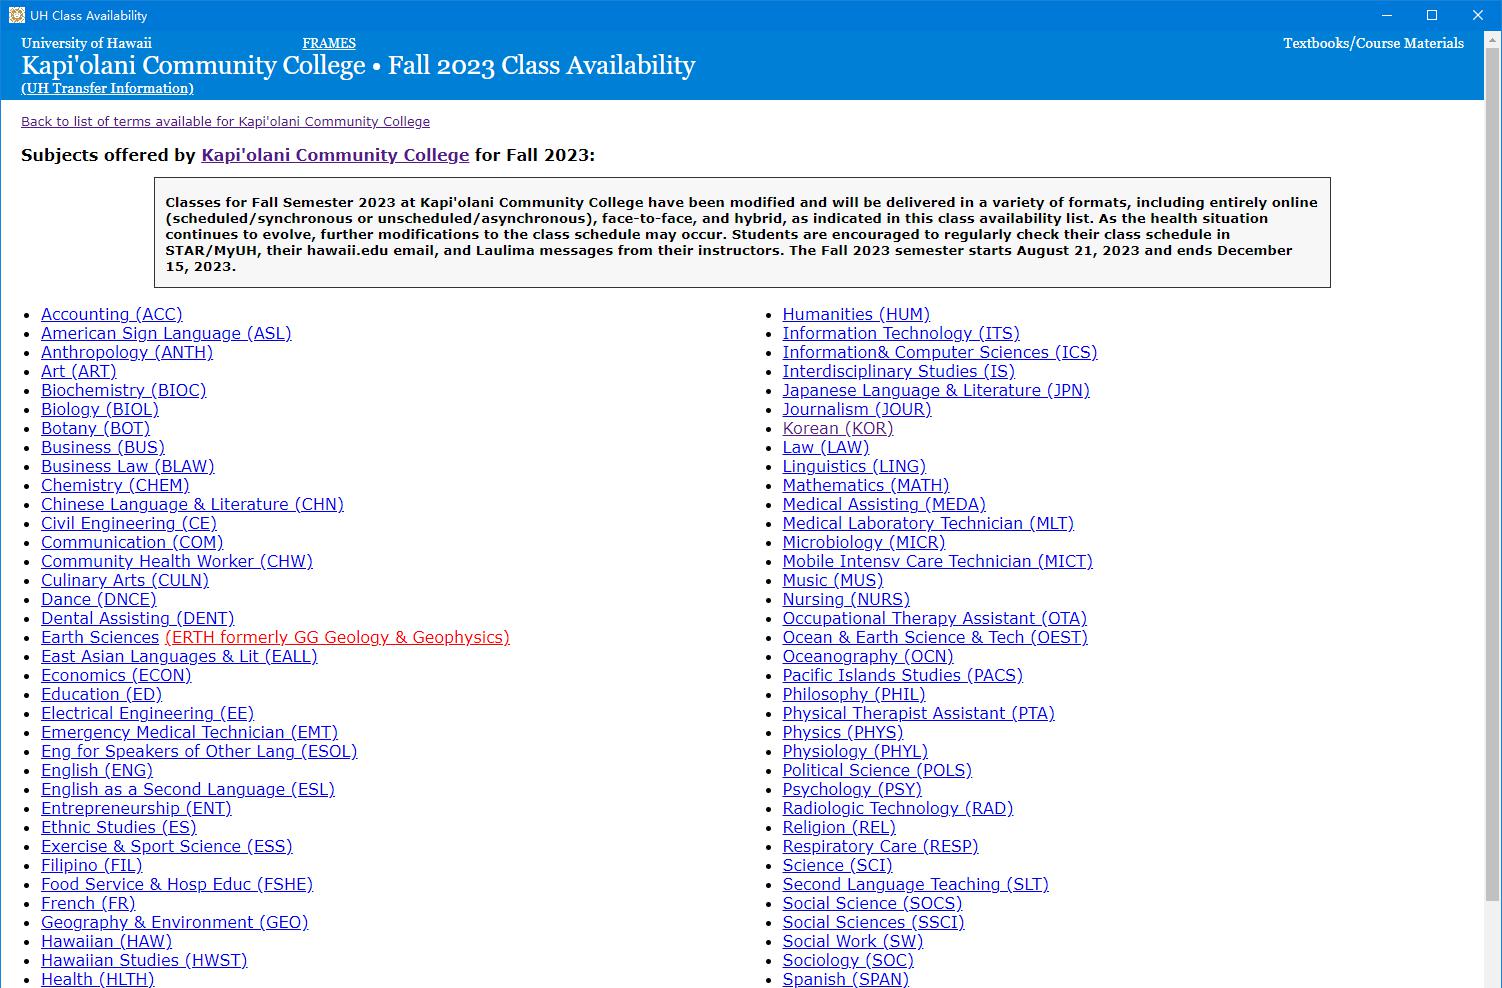 UH Class Availability
University of Hawaii
FRAMES
Textbooks/Course Materials
Kapi'olani Community College • Fall 2023 Class Availability
(UH Transfer Information)
Back to list of terms available for Kapi'olani Community College
Subjects offered by Kapi'olani Community College for Fall 2023:
Classes for Fall Semester 2023 at Kapi'olani Community College have been modified and will be delivered in a variety of formats, including entirely online
(scheduled/synchronous or unscheduled/asynchronous), face-to-face, and hybrid, as indicated in this class availability list. As the health situation
continues to evolve, further modifications to the class schedule may occur. Students are encouraged to regularly check their class schedule in
STAR/MyUH, their hawaii.edu email, and Laulima messages from their instructors. The Fall 2023 semester starts August 21, 2023 and ends December
15, 2023.
• Accounting (ACC)
• American Sign Language (ASL)
• Anthropology (ANTH)
• Art (ART)
• Biochemistry (BIOC)
• Biology (BIOL)
• Botany (BOT)
• Business (BUS)
• Business Law (BLAW)
• Chemistry (CHEM)
• Chinese Language & Literature (CHN)
• Civil Engineering (CE)
• Communication (COM)
• Community Health Worker (CHW)
• Culinary Arts (CULN)
• Dance (DNCE)
• Dental Assisting (DENT)
• Earth Sciences (ERTH formerly GG Geology & Geophysics)
• East Asian Languages & Lit (EALL)
• Economics (ECON)
• Education (ED)
• Electrical Engineering (EE)
• Emergency Medical Technician (EMT)
• Eng for Speakers of Other Lang (ESOL)
• English (ENG)
• English as a Second Language (ESL)
• Entrepreneurship (ENT)
• Ethnic Studies (ES)
• Exercise & Sport Science (ESS)
• Filipino (FIL)
• Food Service & Hosp Educ (FSHE)
• French (FR)
• Geography & Environment (GEO)
• Hawaiian (HAW)
• Hawaiian Studies (HWST)
• Health (HLTH)
• Humanities (HUM)
• Information Technology (ITS)
• Information& Computer Sciences (ICS)
• Interdisciplinary Studies (IS)
• Japanese Language & Literature (JPN)
• Journalism (JOUR)
• Korean (KOR)
• Law (LAW)
• Linguistics (LING)
• Mathematics (MATH)
• Medical Assisting (MEDA)
• Medical Laboratory Technician (MLT)
• Microbiology (MICR)
• Mobile Intensv Care Technician (MICT)
• Music (MUS)
• Nursing (NURS)
• Occupational Therapy Assistant (OTA)
• Ocean & Earth Science & Tech (OEST)
• Oceanography (OCN)
• Pacific Islands Studies (PACS)
• Philosophy (PHIL)
• Physical Therapist Assistant (PTA)
• Physics (PHYS)
• Physiology (PHYL)
• Political Science (POLS)
• Psychology (PSY)
• Radiologic Technology (RAD)
• Religion (REL)
• Respiratory Care (RESP)
• Science (SCI)
• Second Language Teaching (SLT)
• Social Science (SOCS)
• Social Sciences (SSCI)
• Social Work (SW)
• Sociology (SOC)
• Spanish (SPAN)